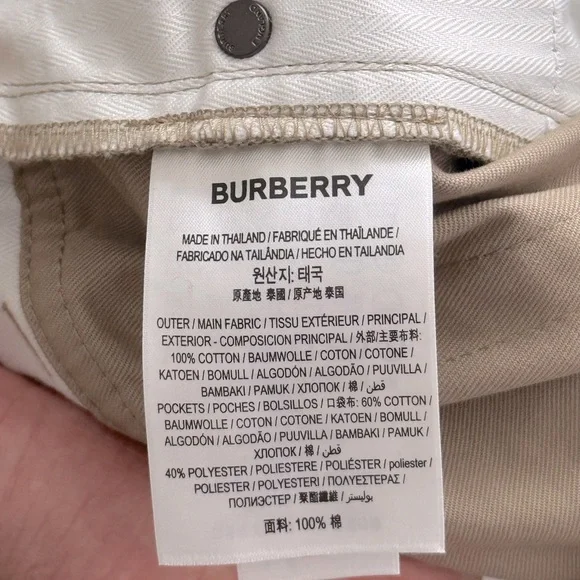 BURBERRY
MADE IN THAILAND / FABRIQUÉ EN THAÏLANDE /
FABRICADO NA TAILÂNDIA / HECHO EN TAILANDIA
원산지: 태국
原產地 泰國 / 原产地 泰国
OUTER / MAIN FABRIC / TISSU EXTÉRIEUR / PRINCIPAL /
EXTERIOR - COMPOSICION PRINCIPAL / 外部/主要布料:
100% COTTON / BAUMWOLLE / COTON / COTONE /
KATOEN / BOMULL / ALGODÓN / ALGODÃO / PUUVILLA /
BAMBAKI / PAMUK / ХЛОПОК / 棉 / قطن /
POCKETS / POCHES / BOLSILLOS / 口袋布: 60% COTTON /
BAUMWOLLE / COTON / COTONE / KATOEN / BOMULL /
ALGODÓN / ALGODÃO / PUUVILLA / BAMBAKI / PAMUK /
ХЛОПОК / 棉 / قطن /
40% POLYESTER / POLIESTERE / POLIÉSTER / poliester /
POLIESTER / POLYESTERI / ΠΟΛΥΕΣΤΕΡΑΣ /
ПОЛИЭСТЕР / 聚酯纖維 / بوليستر /
面料: 100% 棉